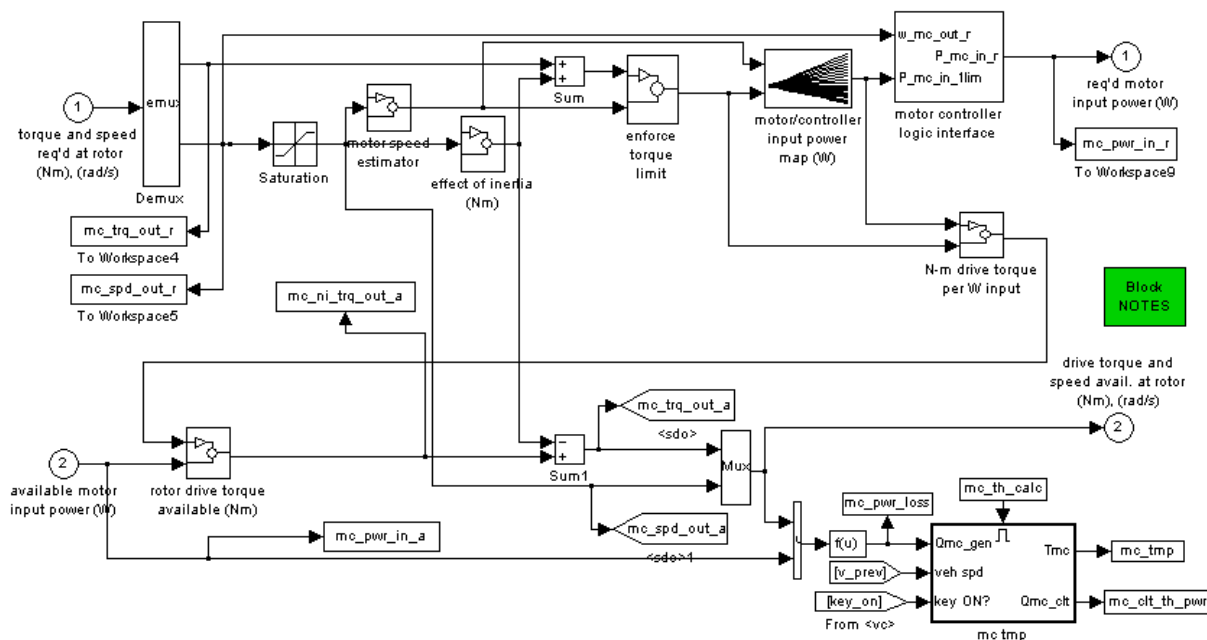 w_mc_out_r
P_mc_in_r
P_mc_in_1lim
motor controller
logic interface
1
req'd motor
input power (W)
mc_pwr_in_r
To Workspace9
1
torque and speed
req'd at rotor
(Nm), (rad/s)
emux
Demux
Saturation
motor speed
estimator
effect of inertia
(Nm)
+
+
Sum
enforce
torque
limit
motor/controller
input power
map (W)
mc_trq_out_r
To Workspace4
mc_spd_out_r
To Workspace5
mc_ni_trq_out_a
N-m drive torque
per W input
Block
NOTES
drive torque and
speed avail. at rotor
(Nm), (rad/s)
2
2
available motor
input power (W)
rotor drive torque
available (Nm)
mc_pwr_in_a
−
+
Sum1
mc_trq_out_a
<sdo>
Mux
mc_spd_out_a
<sdo>1
f(u)
mc_pwr_loss
mc_th_calc
Qmc_gen
veh spd
key ON?
Tmc
Qmc_clt
mc tmp
[v_prev]
[key_on]
From <vc>
mc_tmp
mc_clt_th_pwr